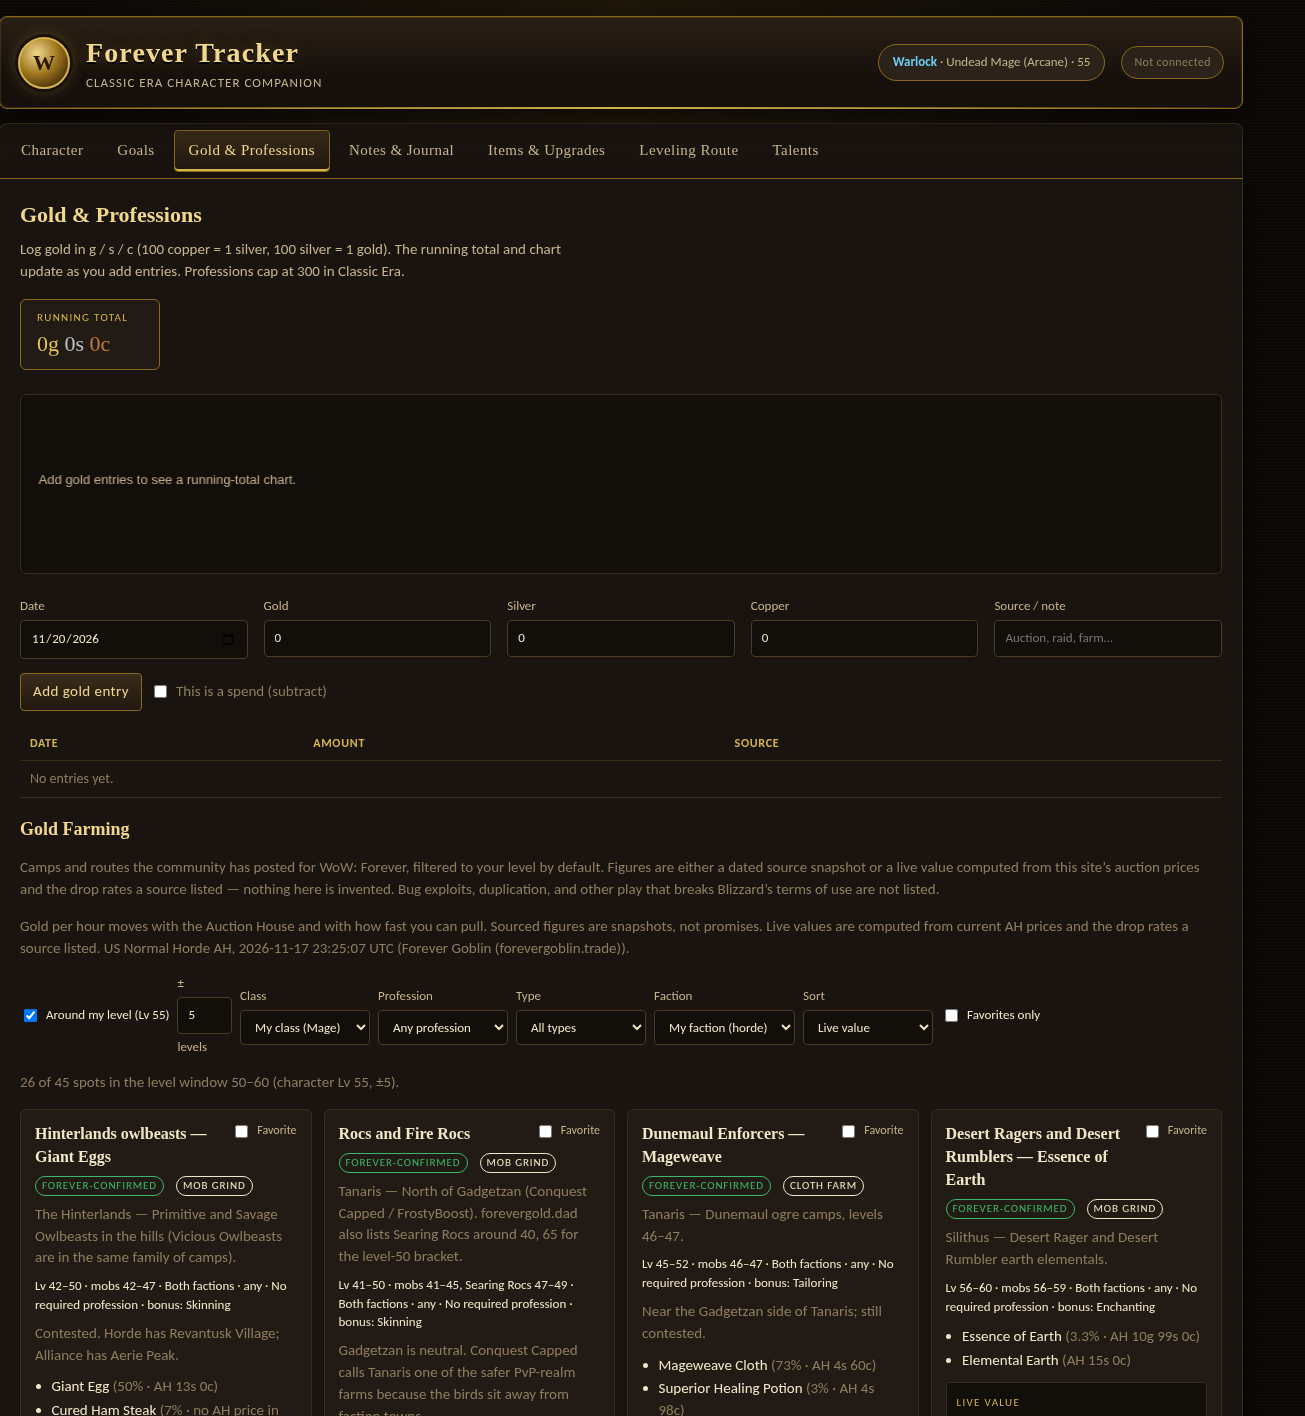 W
Forever Tracker
CLASSIC ERA CHARACTER COMPANION
Warlock · Undead Mage (Arcane) · 55
Not connected
Character
Goals
Gold & Professions
Notes & Journal
Items & Upgrades
Leveling Route
Talents
Gold & Professions
Log gold in g / s / c (100 copper = 1 silver, 100 silver = 1 gold). The running total and chart
update as you add entries. Professions cap at 300 in Classic Era.
RUNNING TOTAL
0g 0s 0c
Add gold entries to see a running-total chart.
Date
Gold
Silver
Copper
Source / note
11/20/2026
0
0
0
Auction, raid, farm...
Add gold entry
This is a spend (subtract)
DATE
AMOUNT
SOURCE
No entries yet.
Gold Farming
Camps and routes the community has posted for WoW: Forever, filtered to your level by default. Figures are either a dated source snapshot or a live value computed from this site's auction prices
and the drop rates a source listed — nothing here is invented. Bug exploits, duplication, and other play that breaks Blizzard's terms of use are not listed.
Gold per hour moves with the Auction House and with how fast you can pull. Sourced figures are snapshots, not promises. Live values are computed from current AH prices and the drop rates a
source listed. US Normal Horde AH, 2026-11-17 23:25:07 UTC (Forever Goblin (forevergoblin.trade)).
Around my level (Lv 55)
±
5
levels
Class
My class (Mage)
Profession
Any profession
Type
All types
Faction
My faction (horde)
Sort
Live value
Favorites only
26 of 45 spots in the level window 50–60 (character Lv 55, ±5).
Hinterlands owlbeasts —
Giant Eggs
Favorite
FOREVER-CONFIRMED
MOB GRIND
The Hinterlands — Primitive and Savage
Owlbeasts in the hills (Vicious Owlbeasts
are in the same family of camps).
Lv 42–50 · mobs 42–47 · Both factions · any · No
required profession · bonus: Skinning
Contested. Horde has Revantusk Village;
Alliance has Aerie Peak.
Giant Egg (50% · AH 13s 0c)
Cured Ham Steak (7% · no AH price in
Rocs and Fire Rocs
Favorite
FOREVER-CONFIRMED
MOB GRIND
Tanaris — North of Gadgetzan (Conquest
Capped / FrostyBoost). forevergold.dad
also lists Searing Rocs around 40, 65 for
the level-50 bracket.
Lv 41–50 · mobs 41–45, Searing Rocs 47–49 ·
Both factions · any · No required profession ·
bonus: Skinning
Gadgetzan is neutral. Conquest Capped
calls Tanaris one of the safer PvP-realm
farms because the birds sit away from
faction towns.
Dunemaul Enforcers —
Mageweave
Favorite
FOREVER-CONFIRMED
CLOTH FARM
Tanaris — Dunemaul ogre camps, levels
46–47.
Lv 45–52 · mobs 46–47 · Both factions · any · No
required profession · bonus: Tailoring
Near the Gadgetzan side of Tanaris; still
contested.
Mageweave Cloth (73% · AH 4s 60c)
Superior Healing Potion (3% · AH 4s
98c)
Desert Ragers and Desert
Rumblers — Essence of
Earth
Favorite
FOREVER-CONFIRMED
MOB GRIND
Silithus — Desert Rager and Desert
Rumbler earth elementals.
Lv 56–60 · mobs 56–59 · Both factions · any · No
required profession · bonus: Enchanting
Essence of Earth (3.3% · AH 10g 99s 0c)
Elemental Earth (AH 15s 0c)
LIVE VALUE